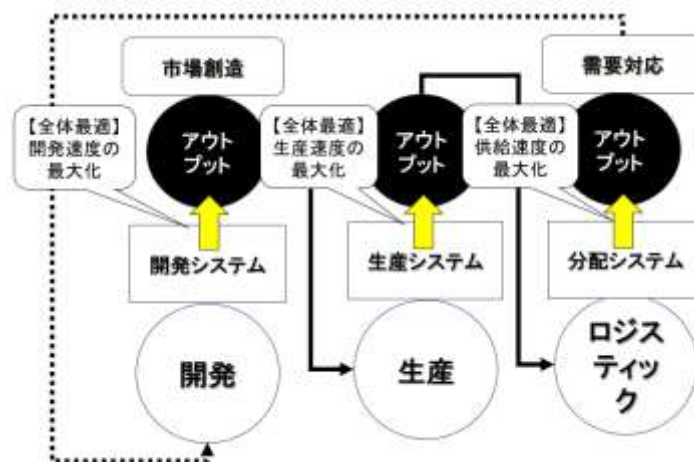 市場創造
需要対応
【全体最適】
開発速度の
最大化
アウト
プット
【全体最適】
生産速度の
最大化
アウト
プット
【全体最適】
供給速度の
最大化
アウト
プット
開発システム
生産システム
分配システム
開発
生産
ロジス
ティッ
ク